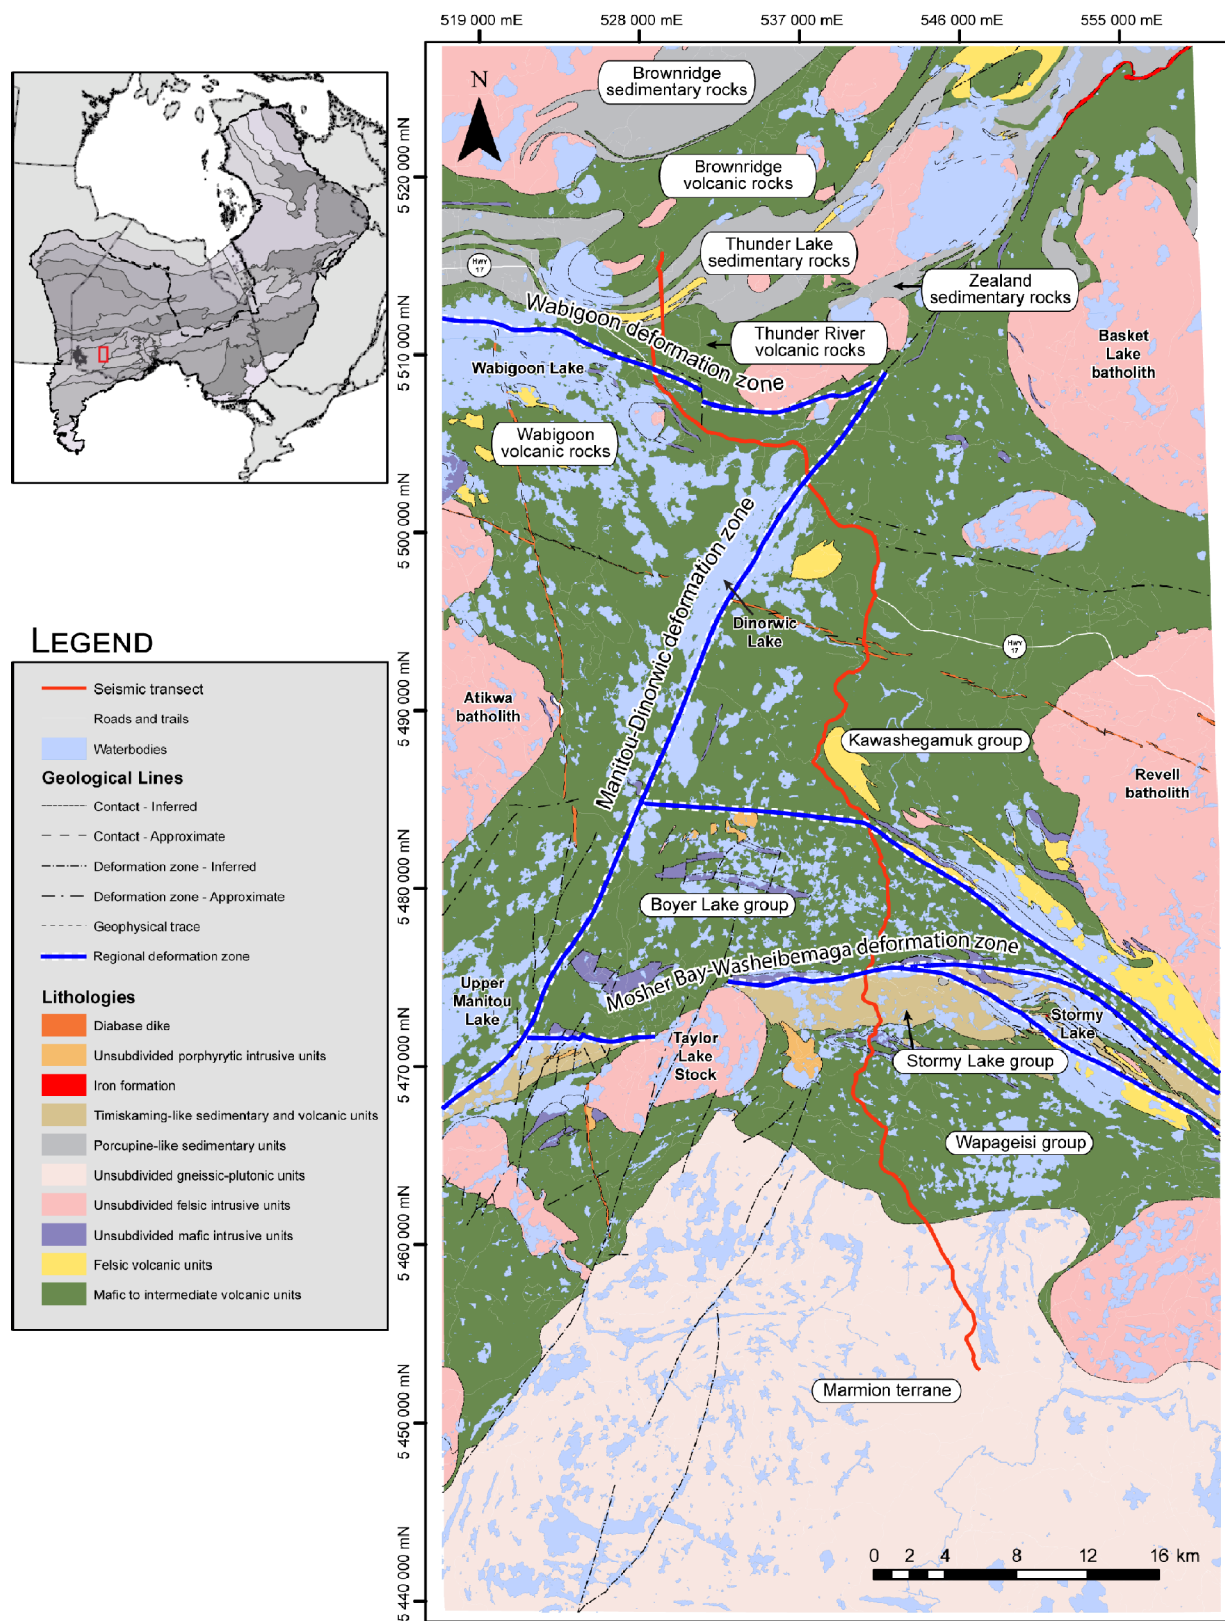 519 000 mE
528 000 mE
537 000 mE
546 000 mE
555 000 mE
5 520 000 mN
5 510 000 mN
5 500 000 mN
5 490 000 mN
5 480 000 mN
5 470 000 mN
5 460 000 mN
5 450 000 mN
5 440 000 mN
N
Brownridge
sedimentary rocks
Brownridge
volcanic rocks
Thunder Lake
sedimentary rocks
Zealand
sedimentary rocks
Hwy
17
Wabigoon deformation zone
Thunder River
volcanic rocks
Basket
Lake
batholith
Wabigoon Lake
Wabigoon
volcanic rocks
Manitou-Dinorwic deformation zone
Dinorwic
Lake
Hwy
17
Atikwa
batholith
Kawashegamuk group
Revell
batholith
Boyer Lake group
Mosher Bay-Washeibemaga deformation zone
Upper
Manitou
Lake
Taylor
Lake
Stock
Stormy
Lake
Stormy Lake group
Wapageisi group
Marmion terrane
0 2 4 8 12 16 km
LEGEND
Seismic transect
Roads and trails
Waterbodies
Geological Lines
Contact - Inferred
Contact - Approximate
Deformation zone - Inferred
Deformation zone - Approximate
Geophysical trace
Regional deformation zone
Lithologies
Diabase dike
Unsubdivided porphyrytic intrusive units
Iron formation
Timiskaming-like sedimentary and volcanic units
Porcupine-like sedimentary units
Unsubdivided gneissic-plutonic units
Unsubdivided felsic intrusive units
Unsubdivided mafic intrusive units
Felsic volcanic units
Mafic to intermediate volcanic units